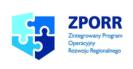 ZPORR
Zintegrowany Program
Operacyjny
Rozwoju Regionalnego